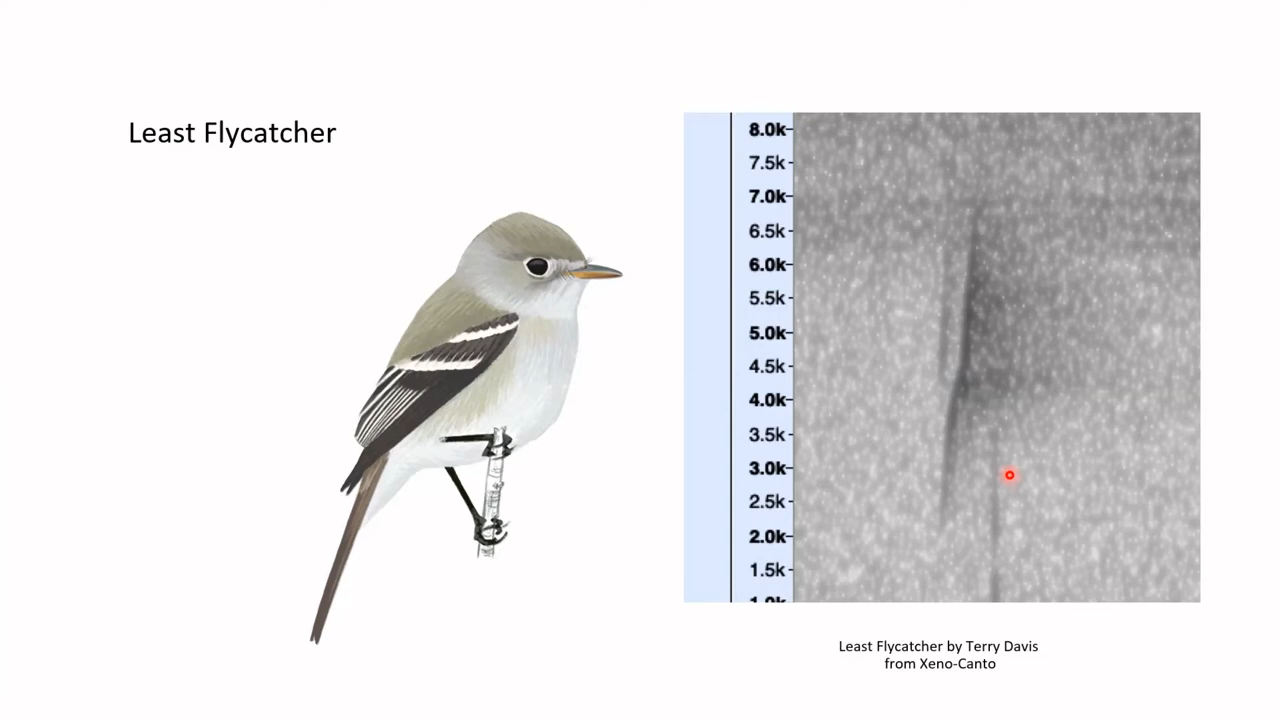 Least Flycatcher
8.0k
7.5k
7.0k
6.5k
6.0k
5.5k
5.0k
4.5k
4.0k
3.5k
3.0k
2.5k
2.0k
1.5k
1.0k
Least Flycatcher by Terry Davis
from Xeno-Canto